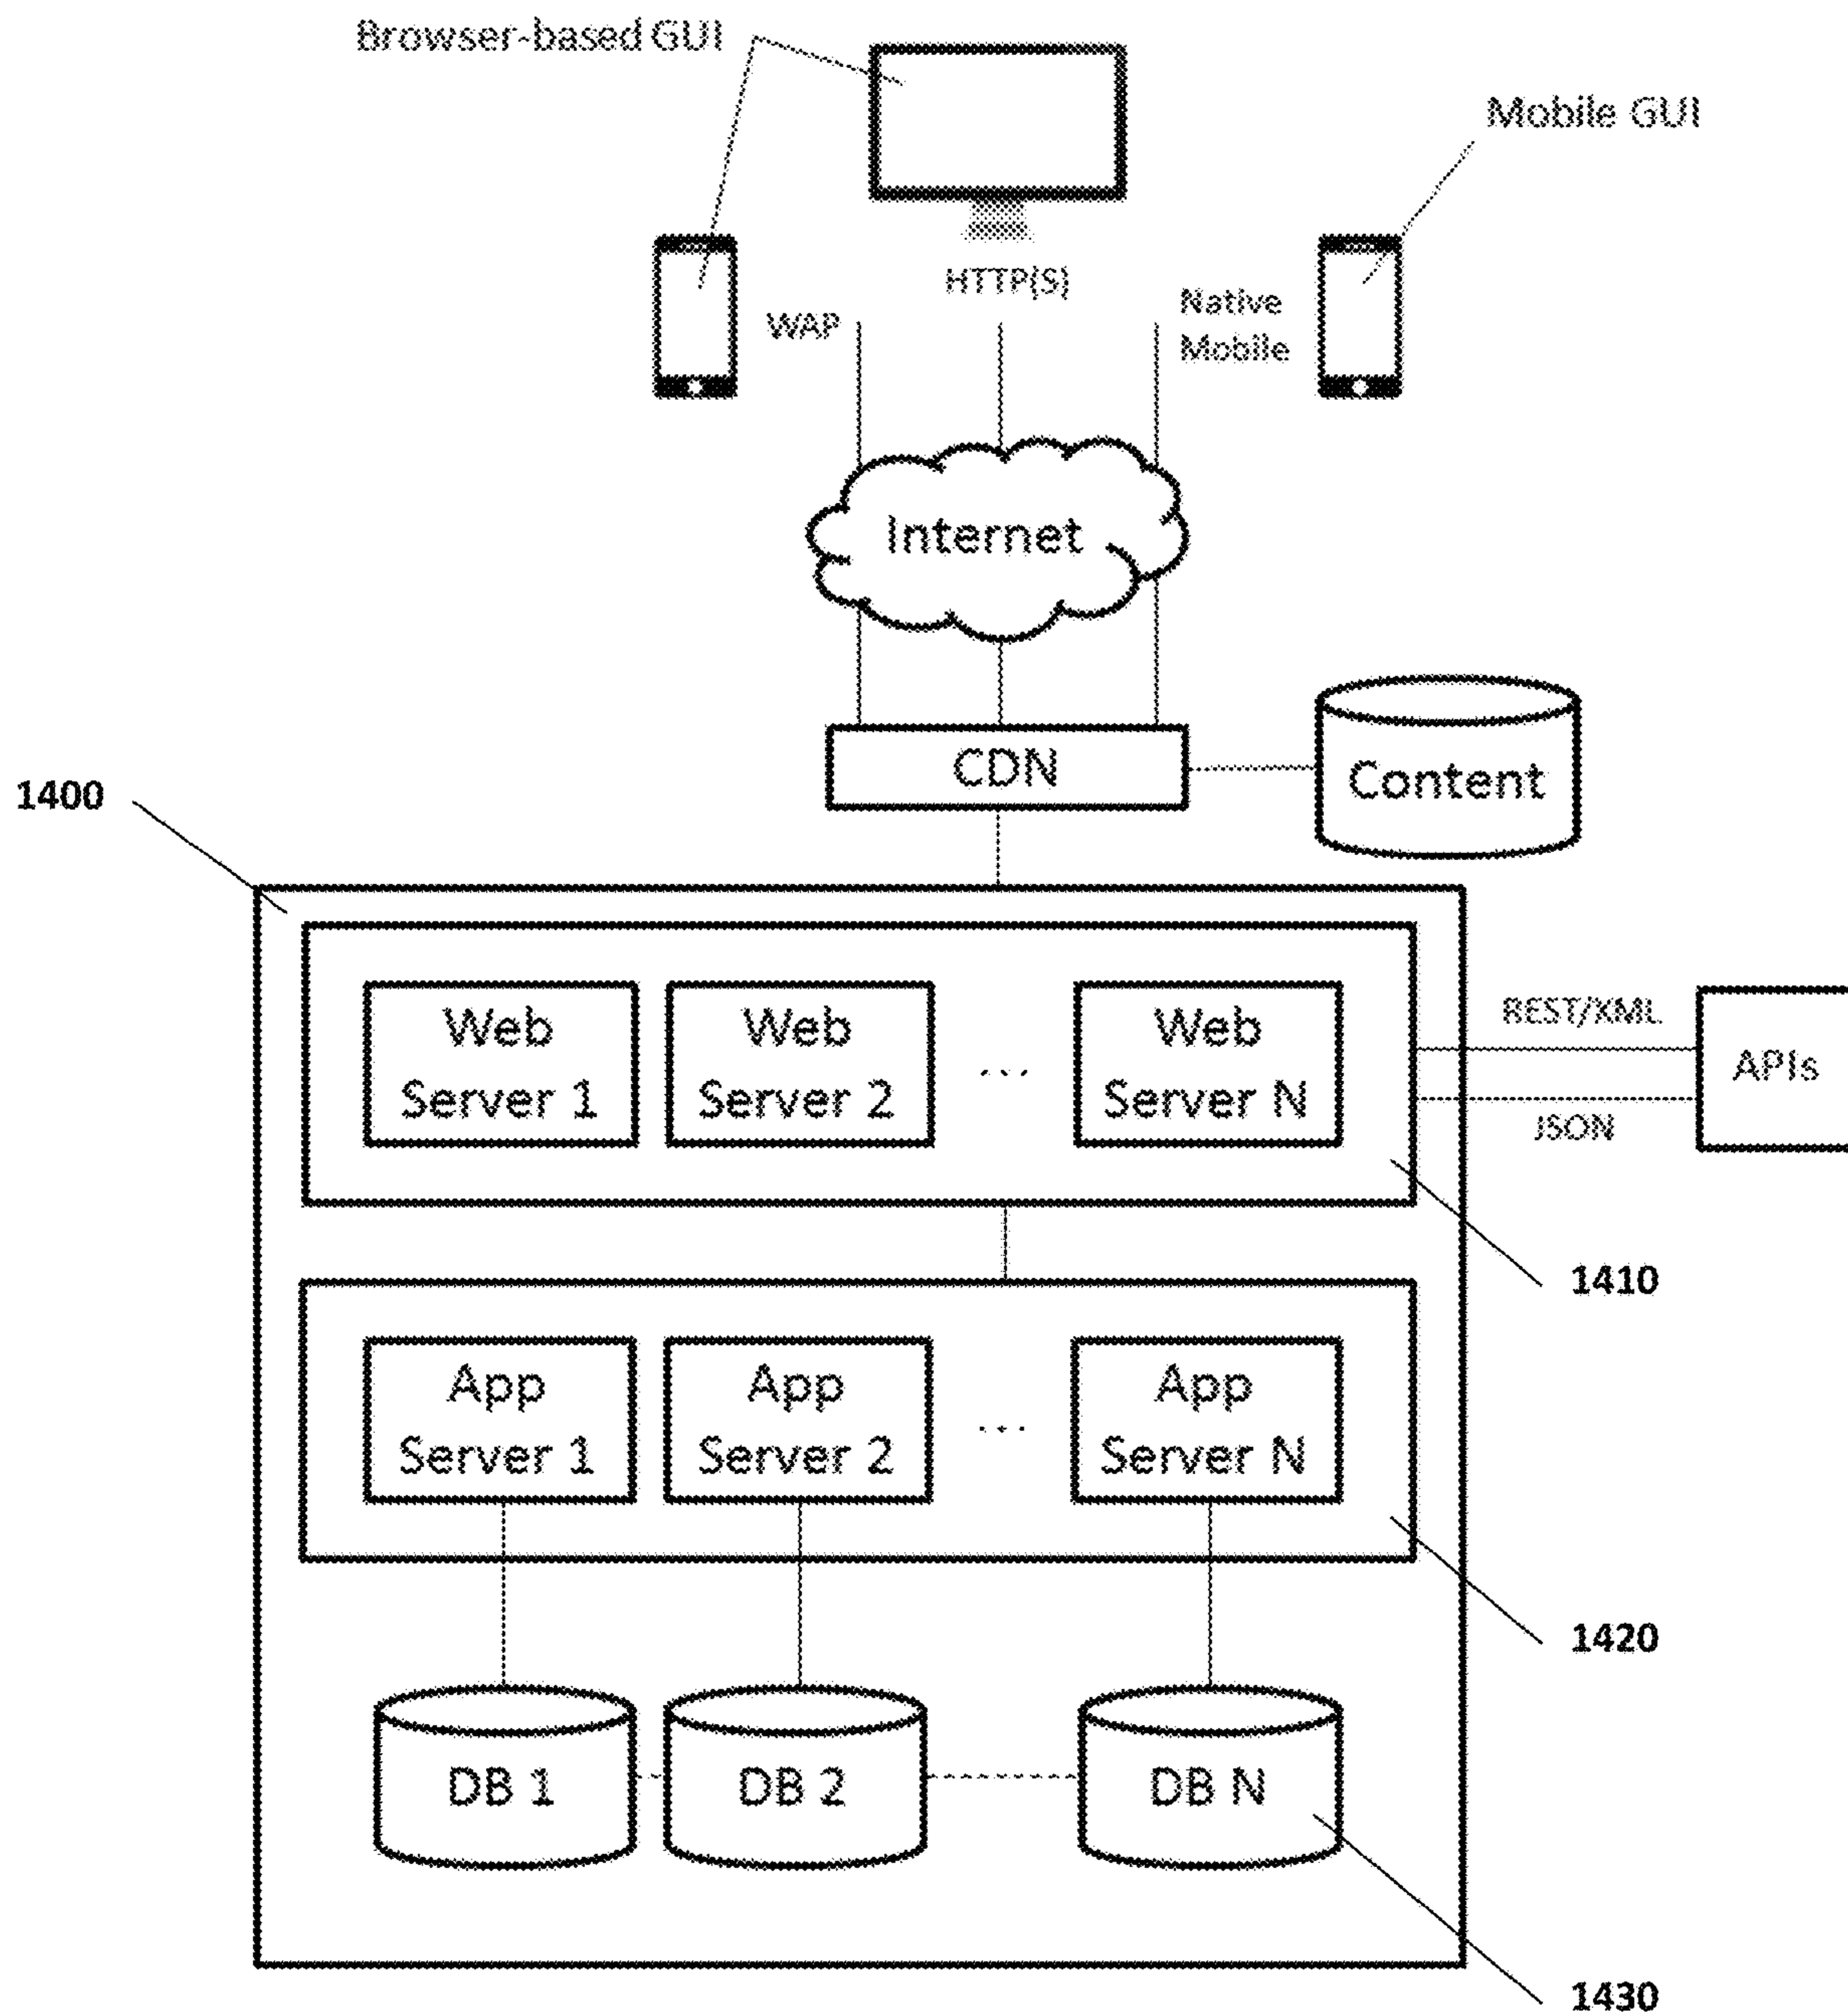 Browser-based GUI
Mobile GUI
HTTP(S)
WAP
Native
Mobile
Internet
CDN
Content
1400
Web
Server 1
Web
Server 2
...
Web
Server N
REST/XML
JSON
APIs
1410
App
Server 1
App
Server 2
...
App
Server N
1420
DB 1
DB 2
DB N
1430